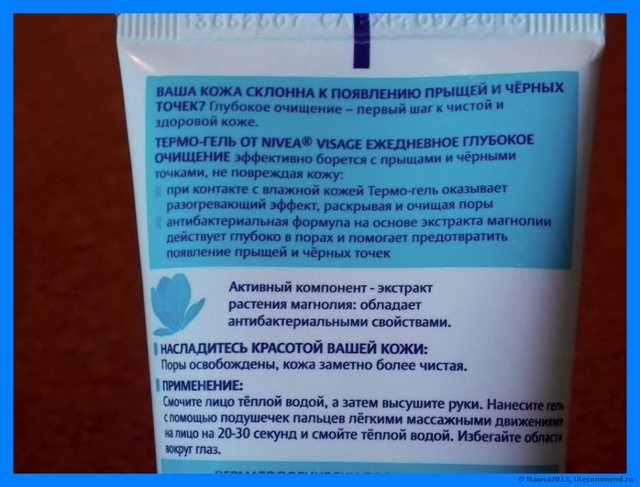 ВАША КОЖА СКЛОННА К ПОЯВЛЕНИЮ ПРЫЩЕЙ И ЧЁРНЫХ
ТОЧЕК? Глубокое очищение – первый шаг к чистой и
здоровой коже.
ТЕРМО-ГЕЛЬ ОТ NIVEA® VISAGE ЕЖЕДНЕВНОЕ ГЛУБОКОЕ
ОЧИЩЕНИЕ эффективно борется с прыщами и чёрными
точками, не повреждая кожу:
при контакте с влажной кожей Термо-гель оказывает
разогревающий эффект, раскрывая и очищая поры
антибактериальная формула на основе экстракта магнолии
действует глубоко в порах и помогает предотвратить
появление прыщей и чёрных точек
Активный компонент - экстракт
растения магнолия: обладает
антибактериальными свойствами.
НАСЛАДИТЕСЬ КРАСОТОЙ ВАШЕЙ КОЖИ:
Поры освобождены, кожа заметно более чистая.
ПРИМЕНЕНИЕ:
Смочите лицо тёплой водой, а затем высушите руки. Нанесите гель
с помощью подушечек пальцев лёгкими массажными движениями
на лицо на 20-30 секунд и смойте тёплой водой. Избегайте области
вокруг глаз.
© Hanna2013, iRecommend.ru